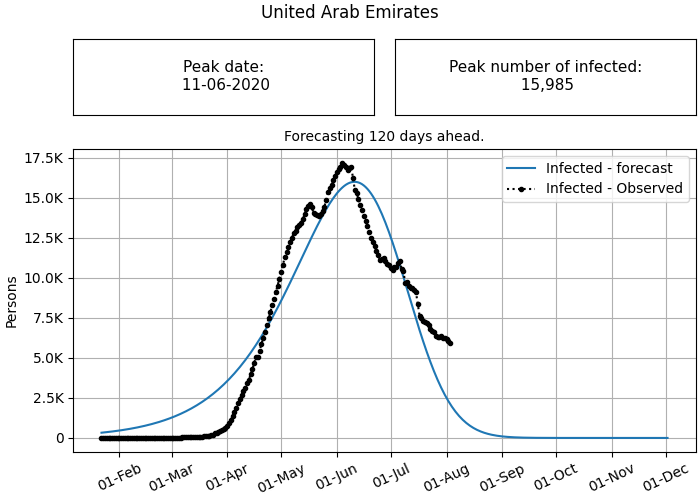 United Arab Emirates
Peak date:
11-06-2020
Peak number of infected:
15,985
Forecasting 120 days ahead.
17.5K
15.0K
12.5K
10.0K
7.5K
5.0K
2.5K
0
Persons
Infected - forecast
Infected - Observed
01-Feb
01-Mar
01-Apr
01-May
01-Jun
01-Jul
01-Aug
01-Sep
01-Oct
01-Nov
01-Dec